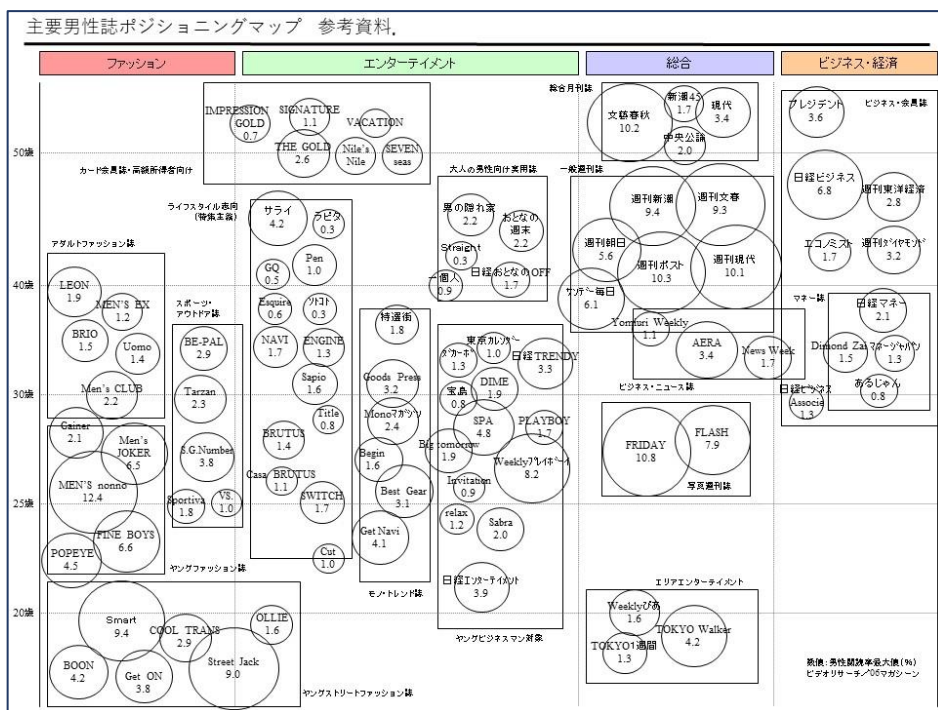 主要男性誌ポジショニングマップ　参考資料.
ファッション
エンターテイメント
総合
ビジネス・経済
50歳
40歳
30歳
25歳
20歳
IMPRESSION
GOLD
0.7
SIGNATURE
1.1
VACATION
THE GOLD
2.6
Nile's
Nile
SEVEN
seas
カード会員誌・高額所得者向け
総合月刊誌
文藝春秋
10.2
新潮45
1.7
現代
3.4
中央公論
2.0
プレジデント
3.6
ビジネス・会員誌
日経ビジネス
6.8
週刊東洋経済
2.8
エコノミスト
1.7
週刊ダイヤモンド
3.2
大人の男性向け実用誌
男の隠れ家
2.2
おとなの
週末
2.2
Straight
0.3
一個人
0.9
日経おとなのOFF
1.7
一般週刊誌
週刊新潮
9.4
週刊文春
9.3
週刊朝日
5.6
週刊ポスト
10.3
週刊現代
10.1
サンデー毎日
6.1
ライフスタイル志向
(特集主義)
サライ
4.2
ラピタ
0.3
Pen
1.0
GQ
0.5
Esquire
0.6
ソトコト
0.3
NAVI
1.7
ENGINE
1.3
Sapio
1.6
Title
0.8
BRUTUS
1.4
Casa BRUTUS
1.1
SWITCH
1.7
Cut
1.0
アダルトファッション誌
LEON
1.9
MEN'S EX
1.2
BRIO
1.5
Uomo
1.4
Men's CLUB
2.2
スポーツ・
アウトドア誌
BE-PAL
2.9
Tarzan
2.3
S.G.Number
3.8
Sportiva
1.8
VS.
1.0
Gainer
2.1
Men's
JOKER
6.5
MEN'S nonno
12.4
FINE BOYS
6.6
POPEYE
4.5
ヤングファッション誌
特選街
1.8
Goods Press
3.2
Monoマガジン
2.4
Begin
1.6
Best Gear
3.1
Get Navi
4.1
モノ・トレンド誌
東京カレンダー
1.0
ダカーポ
1.3
日経TRENDY
3.3
宝島
0.8
DIME
1.9
SPA
4.8
PLAYBOY
1.7
Big tomorrow
1.9
Weeklyプレイボーイ
8.2
Invitation
0.9
relax
1.2
Sabra
2.0
日経エンターテイメント
3.9
ヤングビジネスマン対象
Yomiuri Weekly
1.1
AERA
3.4
News Week
1.7
ビジネス・ニュース誌
マネー誌
日経マネー
2.1
Dimond Zai
1.5
マネージャパン
1.3
あるじゃん
0.8
日経ビジネス
Associe
1.3
FRIDAY
10.8
FLASH
7.9
写真週刊誌
エリアエンターテイメント
Weeklyぴあ
1.6
TOKYO Walker
4.2
TOKYO1週間
1.3
Smart
9.4
OLLIE
1.6
COOL TRANS
2.9
Street Jack
9.0
BOON
4.2
Get ON
3.8
ヤングストリートファッション誌
数値：男性閲読率最大値(%)
ビデオリサーチ／'06マガシーン